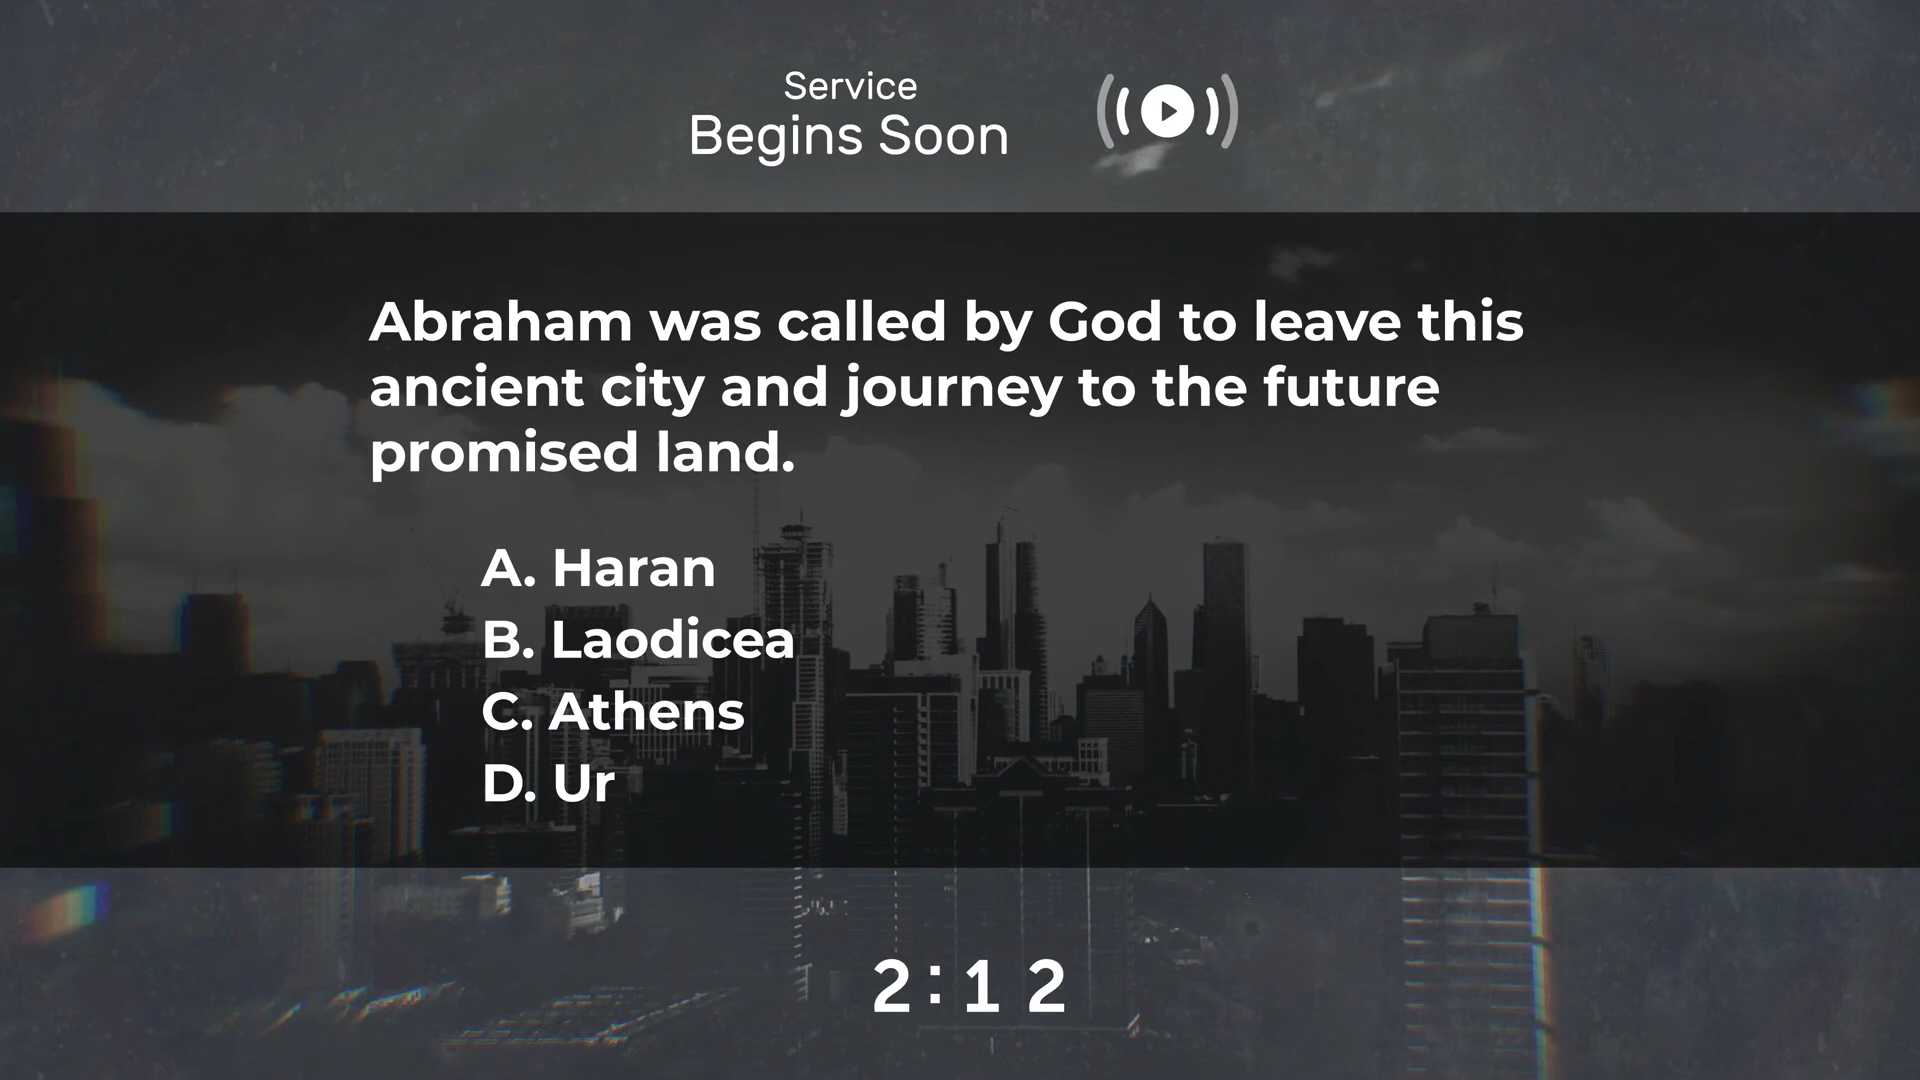 Service
Begins Soon
Abraham was called by God to leave this
ancient city and journey to the future
promised land.
A. Haran
B. Laodicea
C. Athens
D. Ur
2:12